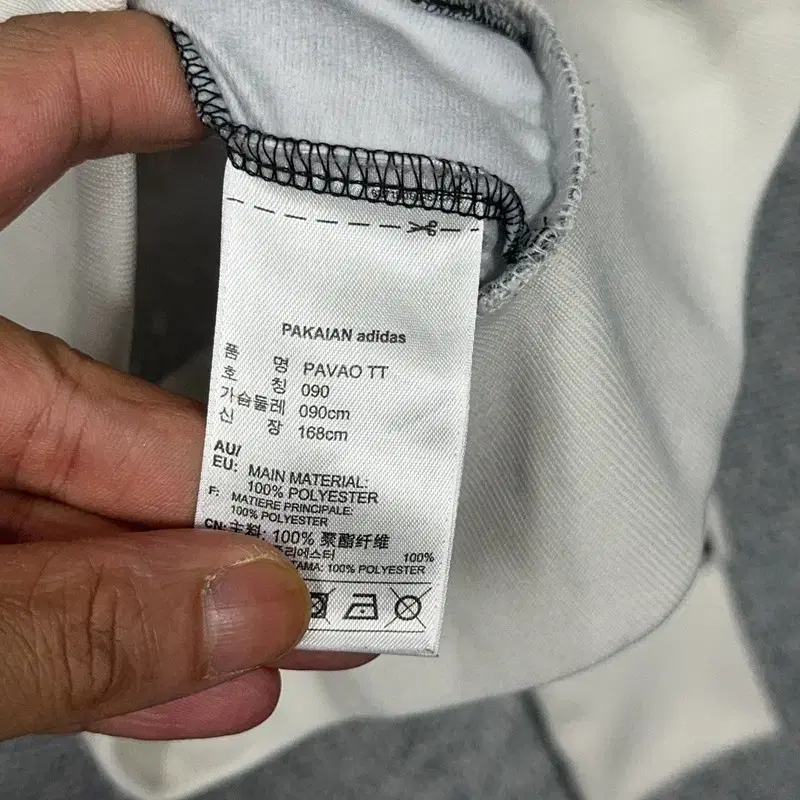 PAKAIAN adidas
품 명 PAVAO TT
호 칭 090
가슴둘레 090cm
신 장 168cm
AU/
EU: MAIN MATERIAL:
100% POLYESTER
F: MATIERE PRINCIPALE:
100% POLYESTER
CN: 主料: 100% 聚酯纤维
리에스터 100%
TAMA: 100% POLYESTER